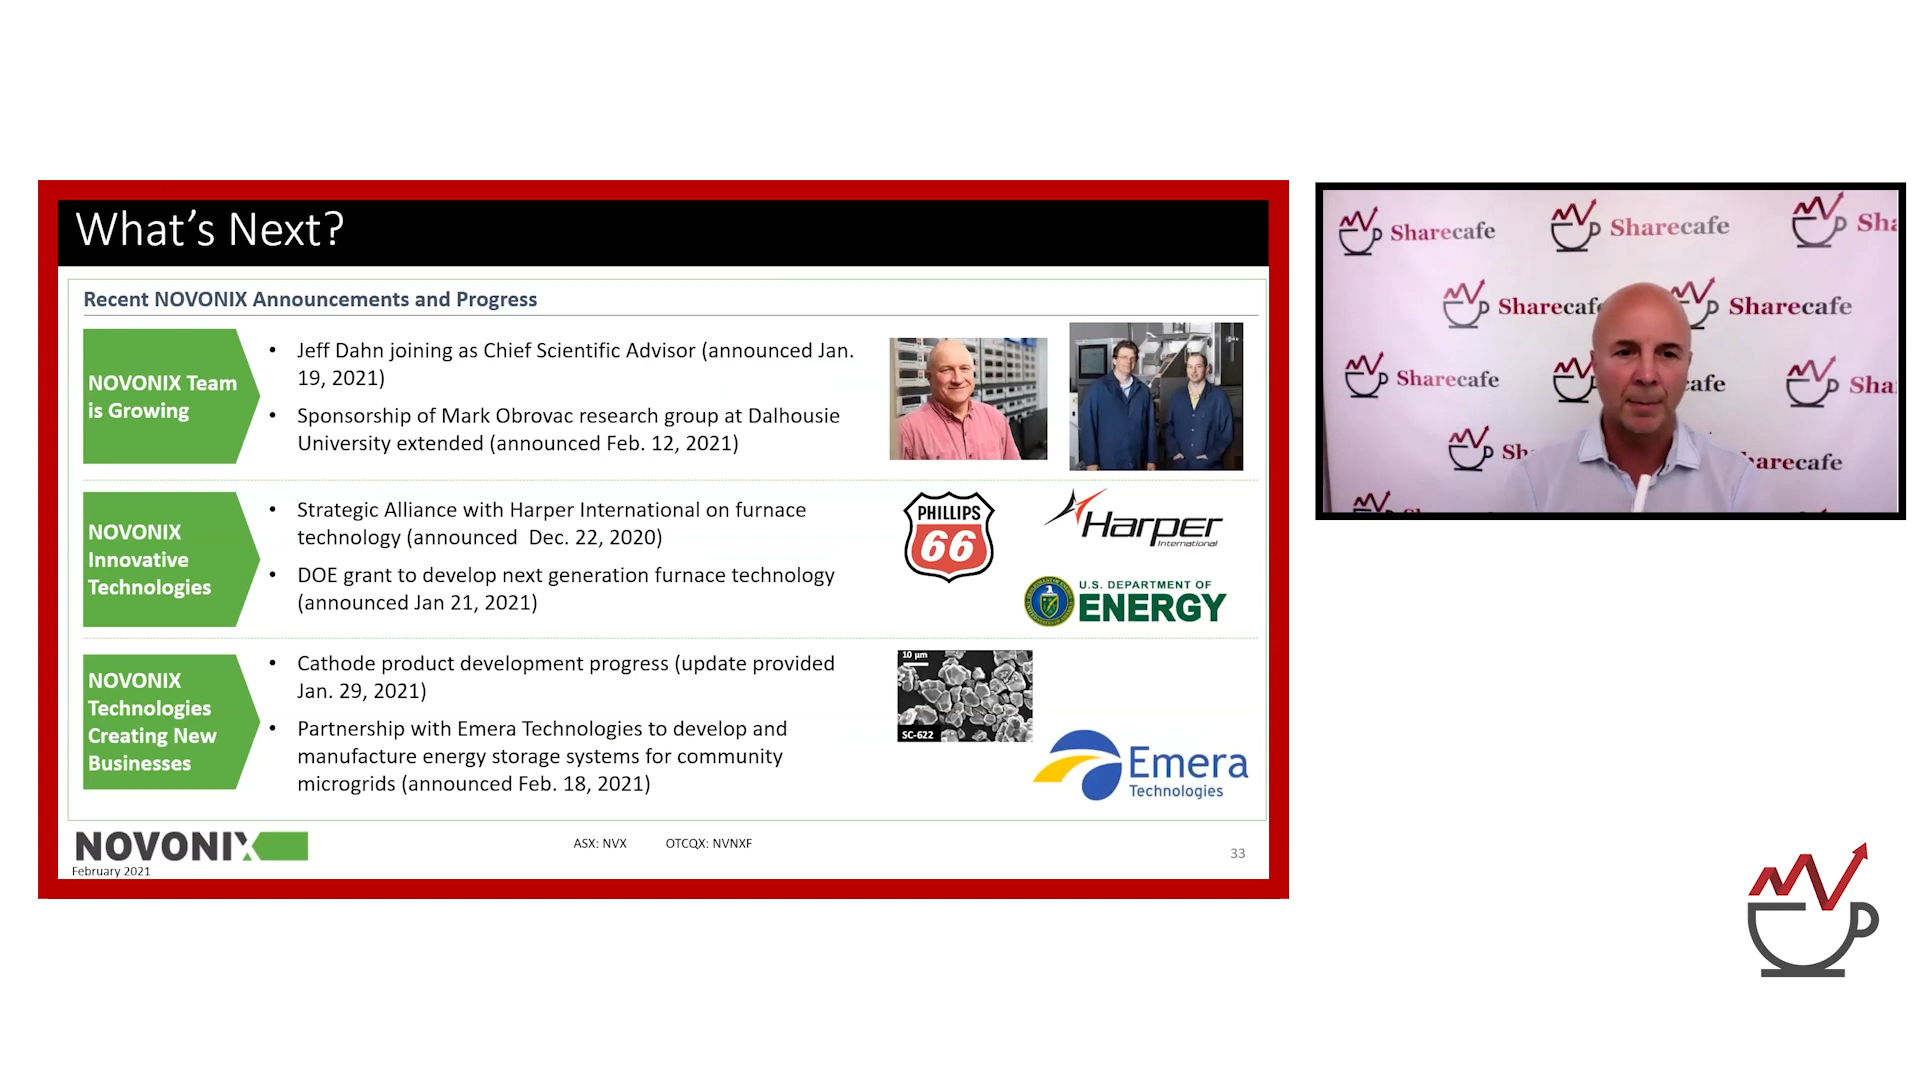 What's Next?
Recent NOVONIX Announcements and Progress
NOVONIX Team
is Growing
• Jeff Dahn joining as Chief Scientific Advisor (announced Jan.
19, 2021)
• Sponsorship of Mark Obrovac research group at Dalhousie
University extended (announced Feb. 12, 2021)
NOVONIX
Innovative
Technologies
• Strategic Alliance with Harper International on furnace
technology (announced  Dec. 22, 2020)
• DOE grant to develop next generation furnace technology
(announced Jan 21, 2021)
PHILLIPS
66
Harper
International
U.S. DEPARTMENT OF
ENERGY
NOVONIX
Technologies
Creating New
Businesses
• Cathode product development progress (update provided
Jan. 29, 2021)
• Partnership with Emera Technologies to develop and
manufacture energy storage systems for community
microgrids (announced Feb. 18, 2021)
10 µm
SC-622
Emera
Technologies
NOVONIX
February 2021
ASX: NVX
OTCQX: NVNXF
33
Sharecafe
Sharecafe
Sha
Sharecafe
Sharecafe
Sharecafe
cafe
Sha
Sh
arecafe